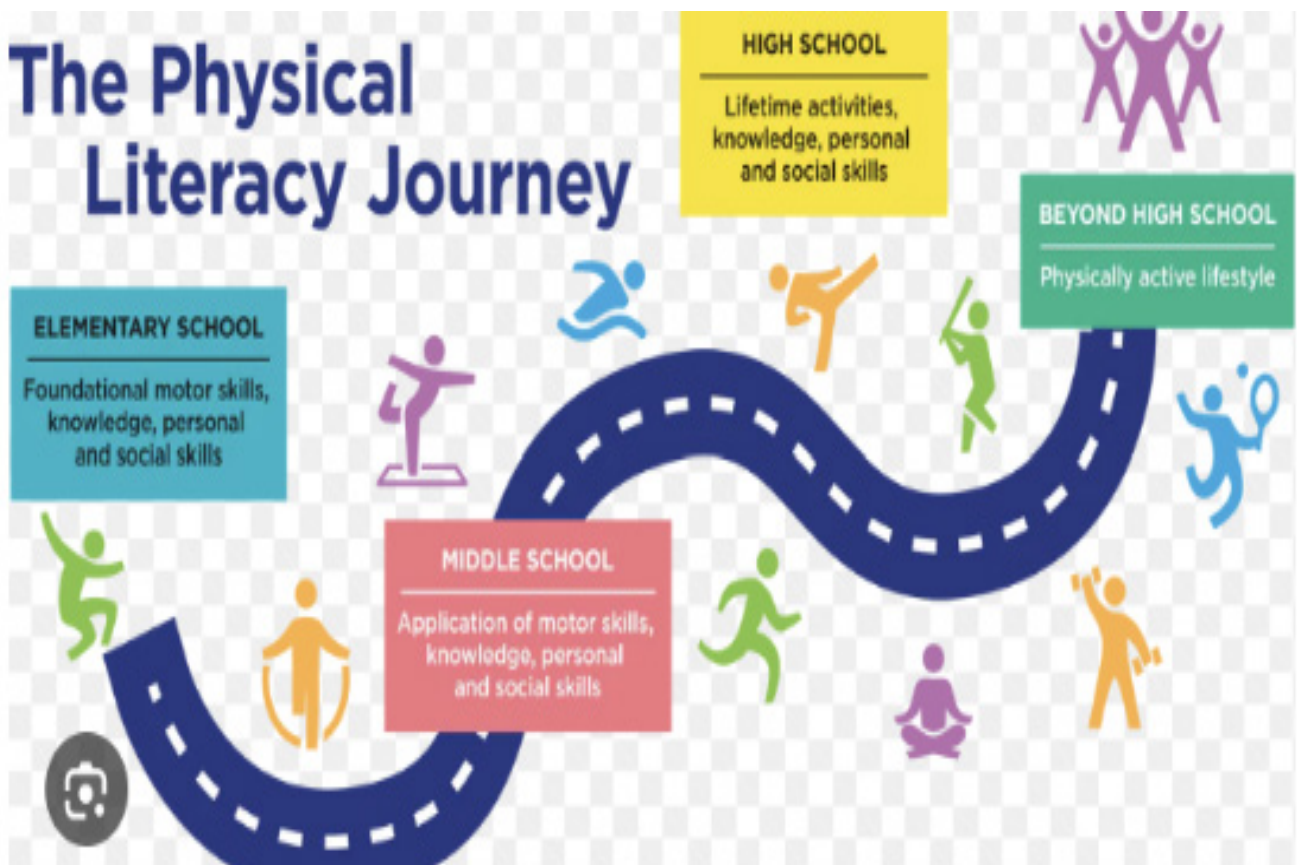 The Physical
Literacy Journey
ELEMENTARY SCHOOL
Foundational motor skills,
knowledge, personal
and social skills
MIDDLE SCHOOL
Application of motor skills,
knowledge, personal
and social skills
HIGH SCHOOL
Lifetime activities,
knowledge, personal
and social skills
BEYOND HIGH SCHOOL
Physically active lifestyle